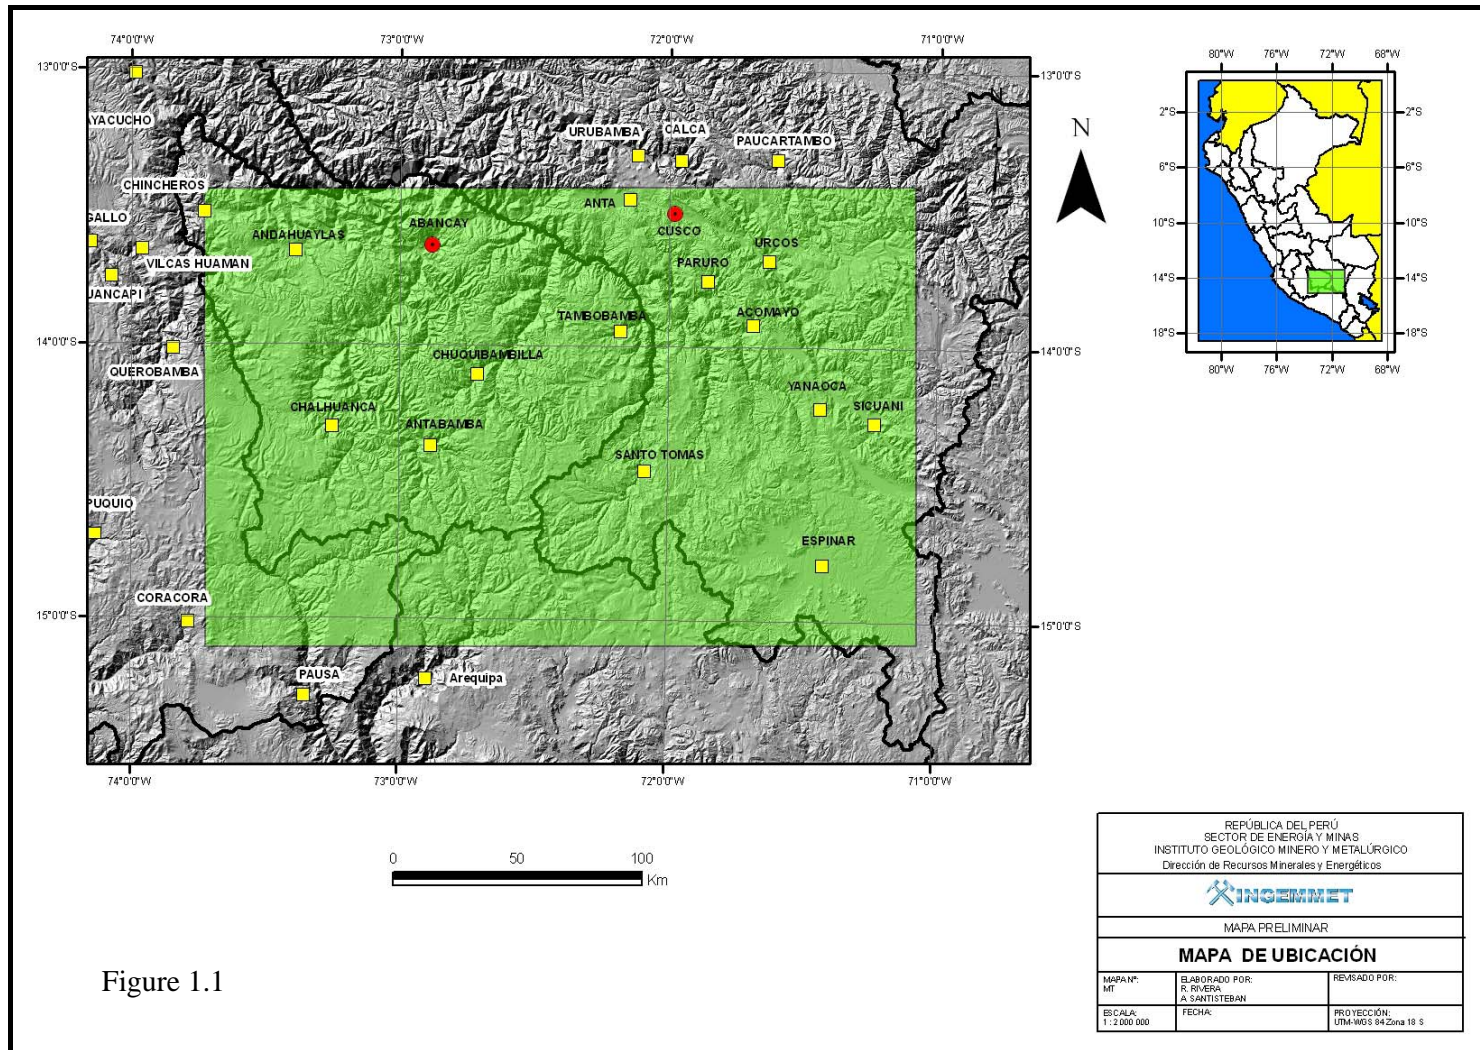 74°0'0"W 73°0'0"W 72°0'0"W 71°0'0"W
13°0'0"S 13°0'0"S
AYACUCHO
URUBAMBA CALCA PAUCARTAMBO
CHINCHEROS
GALLO
ANDAHUAYLAS ABANCAY ANTA CUSCO
URCOS
VILCAS HUAMAN PARURO
UANCAPI
TAMBOBAMBA ACOMAYO
14°0'0"S 14°0'0"S
CHUQUIBAMBILLA
QUEROBAMBA
YANAOCA
CHALHUANCA SICUANI
ANTABAMBA
SANTO TOMAS
PUQUIO
ESPINAR
CORACORA
15°0'0"S 15°0'0"S
PAUSA Arequipa
74°0'0"W 73°0'0"W 72°0'0"W 71°0'0"W
N
80°W 76°W 72°W 68°W
2°S 2°S
6°S 6°S
10°S 10°S
14°S 14°S
18°S 18°S
80°W 76°W 72°W 68°W
0 50 100
Km
Figure 1.1
REPÚBLICA DEL PERÚ
SECTOR DE ENERGÍA Y MINAS
INSTITUTO GEOLÓGICO MINERO Y METALÚRGICO
Dirección de Recursos Minerales y Energéticos
INGEMMET
MAPA PRELIMINAR
MAPA DE UBICACIÓN
MAPA Nº:
MT
ELABORADO POR:
R. RIVERA
A. SANTISTEBAN
REVISADO POR:
ESCALA:
1 : 2 000 000
FECHA:
PROYECCIÓN:
UTM-WGS 84 Zona 18 S